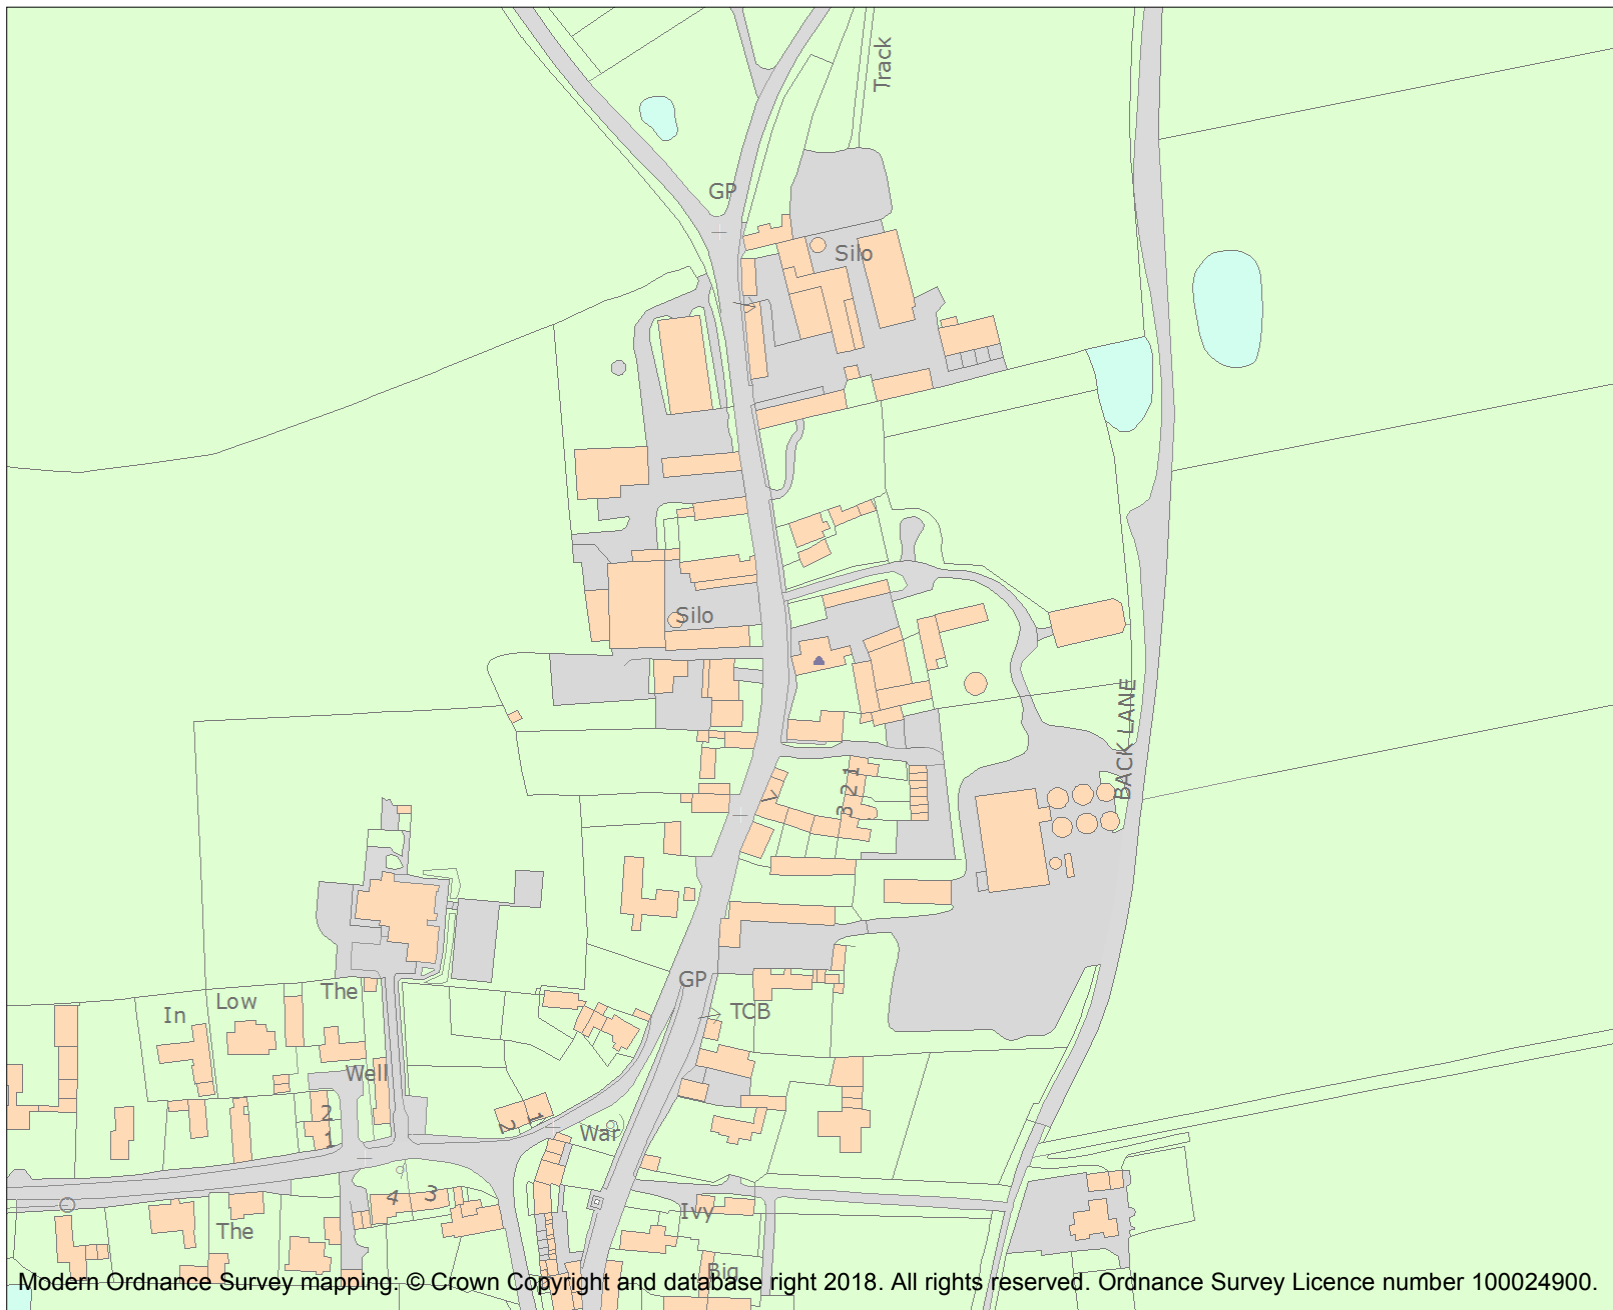 Track
GP
Silo
Silo
BACK LANE
1
2
3
GP
TCB
The
Low
In
Well
2
1
1
2
War
4
3
The
Ivy
Big
Modern Ordnance Survey mapping: © Crown Copyright and database right 2018. All rights reserved. Ordnance Survey Licence number 100024900.